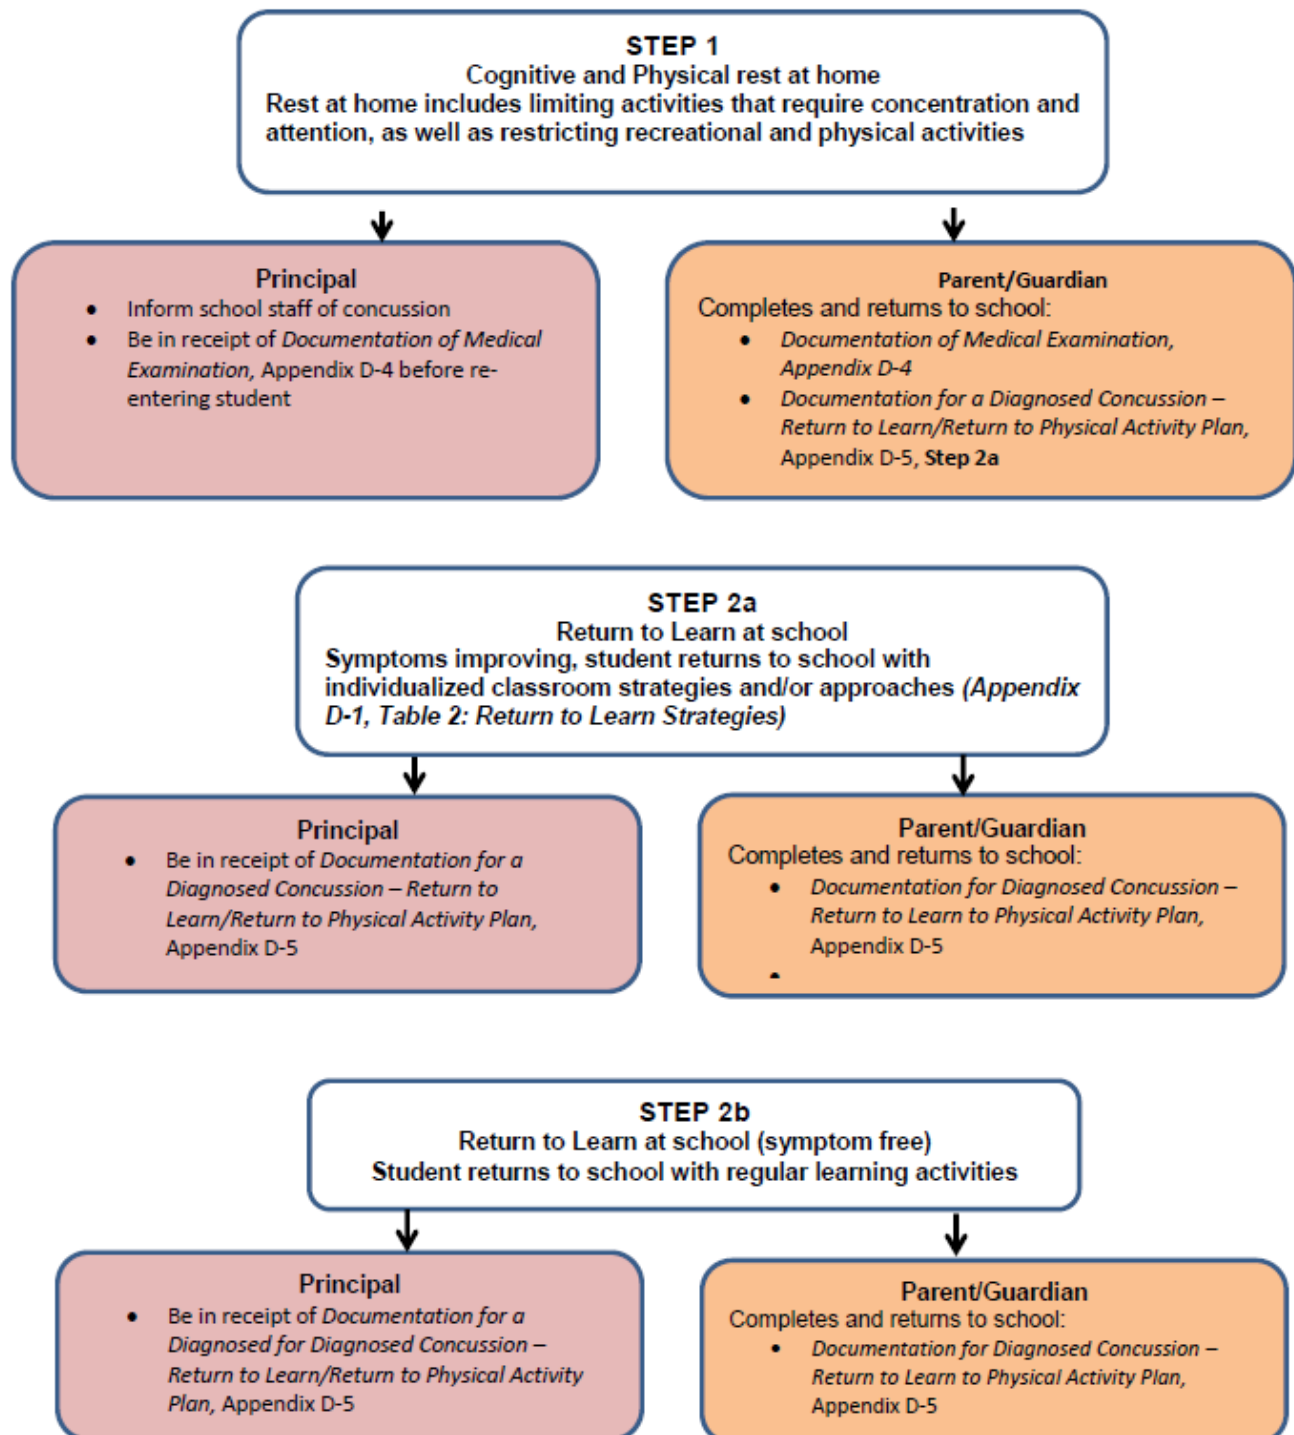 STEP 1
Cognitive and Physical rest at home
Rest at home includes limiting activities that require concentration and
attention, as well as restricting recreational and physical activities
Principal
• Inform school staff of concussion
• Be in receipt of Documentation of Medical
Examination, Appendix D-4 before re-
entering student
Parent/Guardian
Completes and returns to school:
• Documentation of Medical Examination,
Appendix D-4
• Documentation for a Diagnosed Concussion –
Return to Learn/Return to Physical Activity Plan,
Appendix D-5, Step 2a
STEP 2a
Return to Learn at school
Symptoms improving, student returns to school with
individualized classroom strategies and/or approaches (Appendix
D-1, Table 2: Return to Learn Strategies)
Principal
• Be in receipt of Documentation for a
Diagnosed Concussion – Return to
Learn/Return to Physical Activity Plan,
Appendix D-5
Parent/Guardian
Completes and returns to school:
• Documentation for Diagnosed Concussion –
Return to Learn to Physical Activity Plan,
Appendix D-5
•
STEP 2b
Return to Learn at school (symptom free)
Student returns to school with regular learning activities
Principal
• Be in receipt of Documentation for a
Diagnosed for Diagnosed Concussion –
Return to Learn/Return to Physical Activity
Plan, Appendix D-5
Parent/Guardian
Completes and returns to school:
• Documentation for Diagnosed Concussion –
Return to Learn to Physical Activity Plan,
Appendix D-5